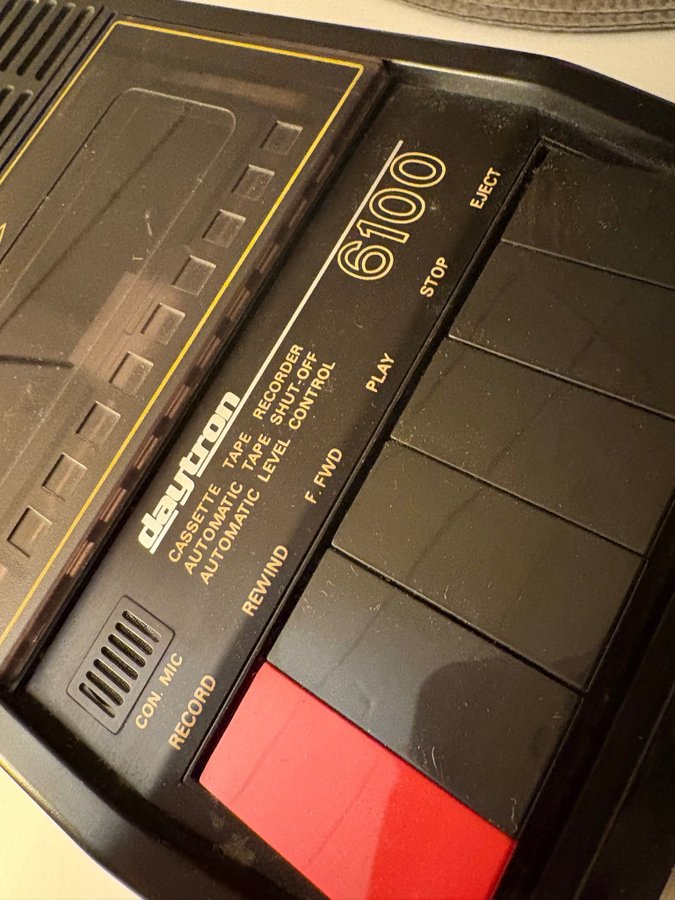 6100
daytron
CASSETTE TAPE RECORDER
AUTOMATIC TAPE SHUT-OFF
AUTOMATIC LEVEL CONTROL
CON. MIC
RECORD
REWIND
F. FWD
PLAY
STOP
EJECT